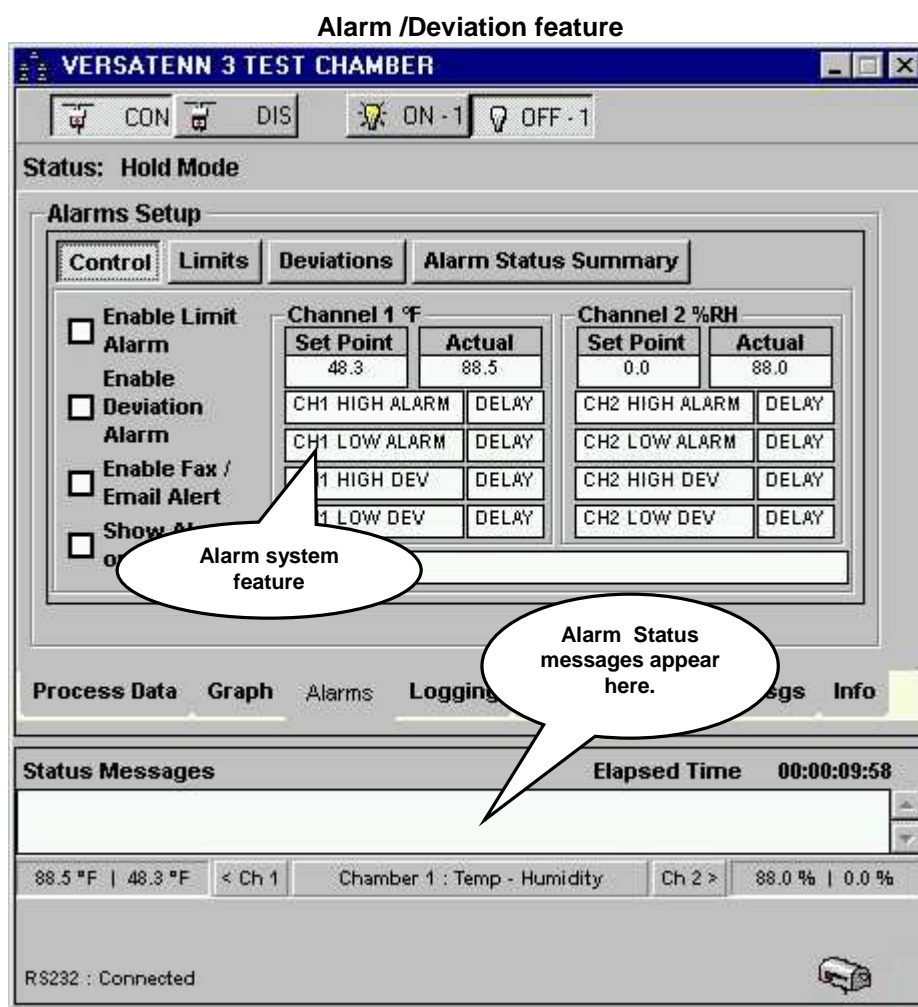 Alarm /Deviation feature
VERSATENN 3 TEST CHAMBER
CON DIS ON - 1 OFF - 1
Status: Hold Mode
Alarms Setup
Control Limits Deviations Alarm Status Summary
Enable Limit
Alarm
Enable
Deviation
Alarm
Enable Fax /
Email Alert
Show
Channel 1 °F
Set Point Actual
48.3 88.5
CH1 HIGH ALARM DELAY
CH1 LOW ALARM DELAY
1 HIGH DEV DELAY
1 LOW DEV DELAY
Channel 2 %RH
Set Point Actual
0.0 88.0
CH2 HIGH ALARM DELAY
CH2 LOW ALARM DELAY
CH2 HIGH DEV DELAY
CH2 LOW DEV DELAY
Alarm system
feature
Alarm Status
messages appear
here.
Process Data Graph Alarms Logging sgs Info
Status Messages Elapsed Time 00:00:09:58
88.5 °F | 48.3 °F < Ch 1 Chamber 1 : Temp - Humidity Ch 2 > 88.0 % | 0.0 %
RS232 : Connected